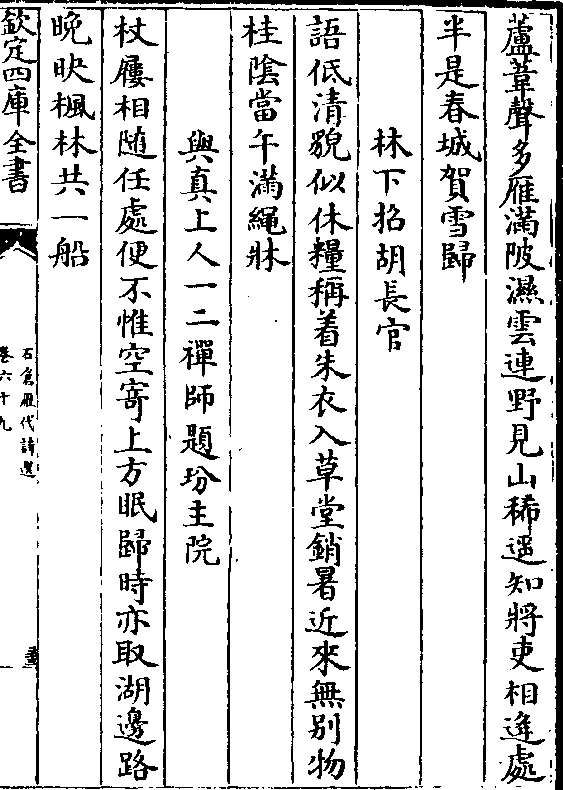 蘆葦聲多雁滿陂濕雲連野見山稀遥知將吏相逢處
半是春城賀雪歸
林下招胡長官
語低清貌似休糧稱着朱衣入草堂銷暑近來無别物
桂陰當午滿繩牀
與真上人一二禪師題玢主院
杖屨相随任處便不惟空寄上方眠歸時亦取湖邊路
晚映楓林共一船
欽定四庫全書
石倉歷代詩選
卷六十九